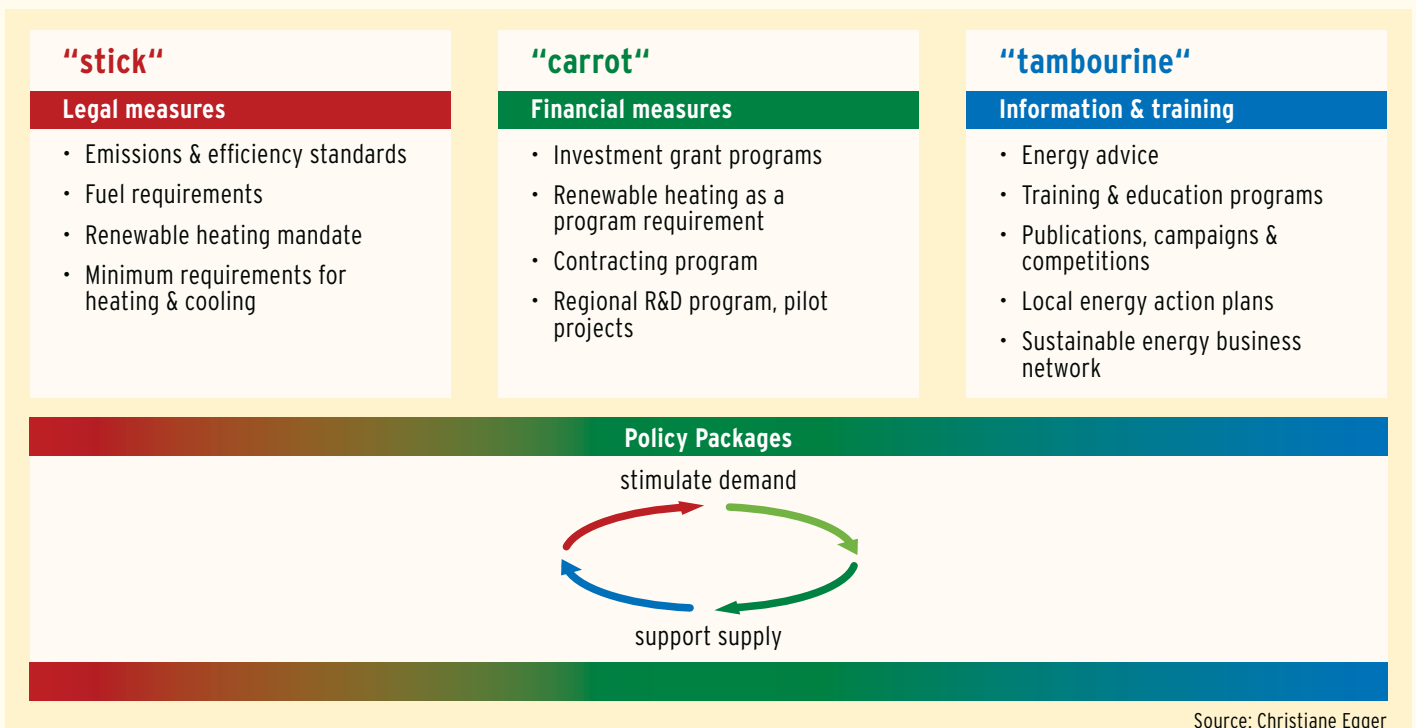 “stick“
Legal measures
· Emissions & efficiency standards
· Fuel requirements
· Renewable heating mandate
· Minimum requirements for
heating & cooling
“carrot“
Financial measures
· Investment grant programs
· Renewable heating as a
program requirement
· Contracting program
· Regional R&D program, pilot
projects
“tambourine“
Information & training
· Energy advice
· Training & education programs
· Publications, campaigns &
competitions
· Local energy action plans
· Sustainable energy business
network
Policy Packages
stimulate demand
support supply
Source: Christiane Egger